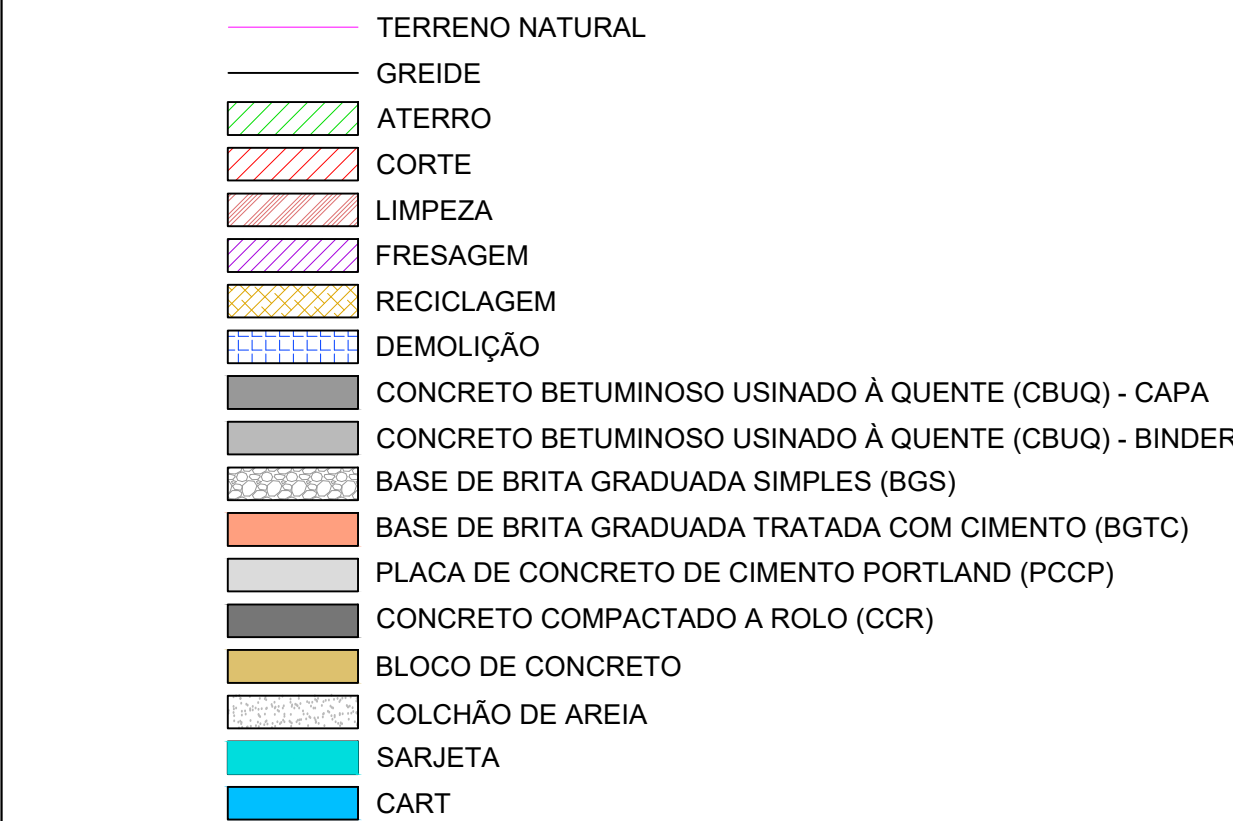 TERRENO NATURAL
GREIDE
ATERRO
CORTE
LIMPEZA
FRESAGEM
RECICLAGEM
DEMOLIÇÃO
CONCRETO BETUMINOSO USINADO À QUENTE (CBUQ) - CAPA
CONCRETO BETUMINOSO USINADO À QUENTE (CBUQ) - BINDER
BASE DE BRITA GRADUADA SIMPLES (BGS)
BASE DE BRITA GRADUADA TRATADA COM CIMENTO (BGTC)
PLACA DE CONCRETO DE CIMENTO PORTLAND (PCCP)
CONCRETO COMPACTADO A ROLO (CCR)
BLOCO DE CONCRETO
COLCHÃO DE AREIA
SARJETA
CART